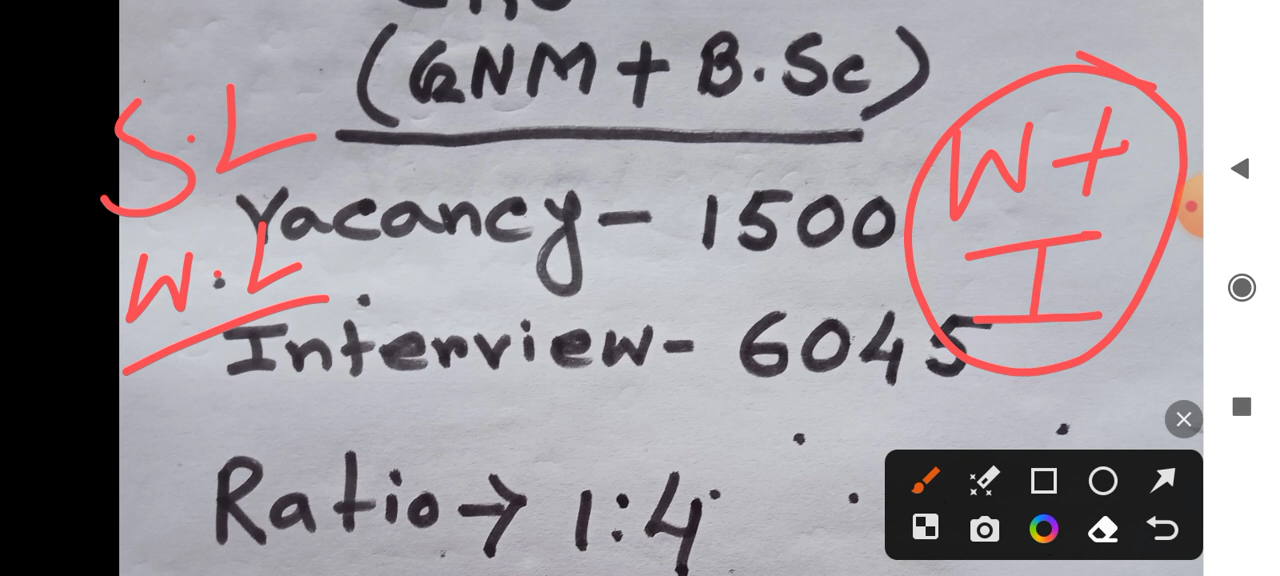 (GNM + B.Sc)
S.L
W+
Vacancy - 1500
W.L
I
Interview - 6045
Ratio → 1:4